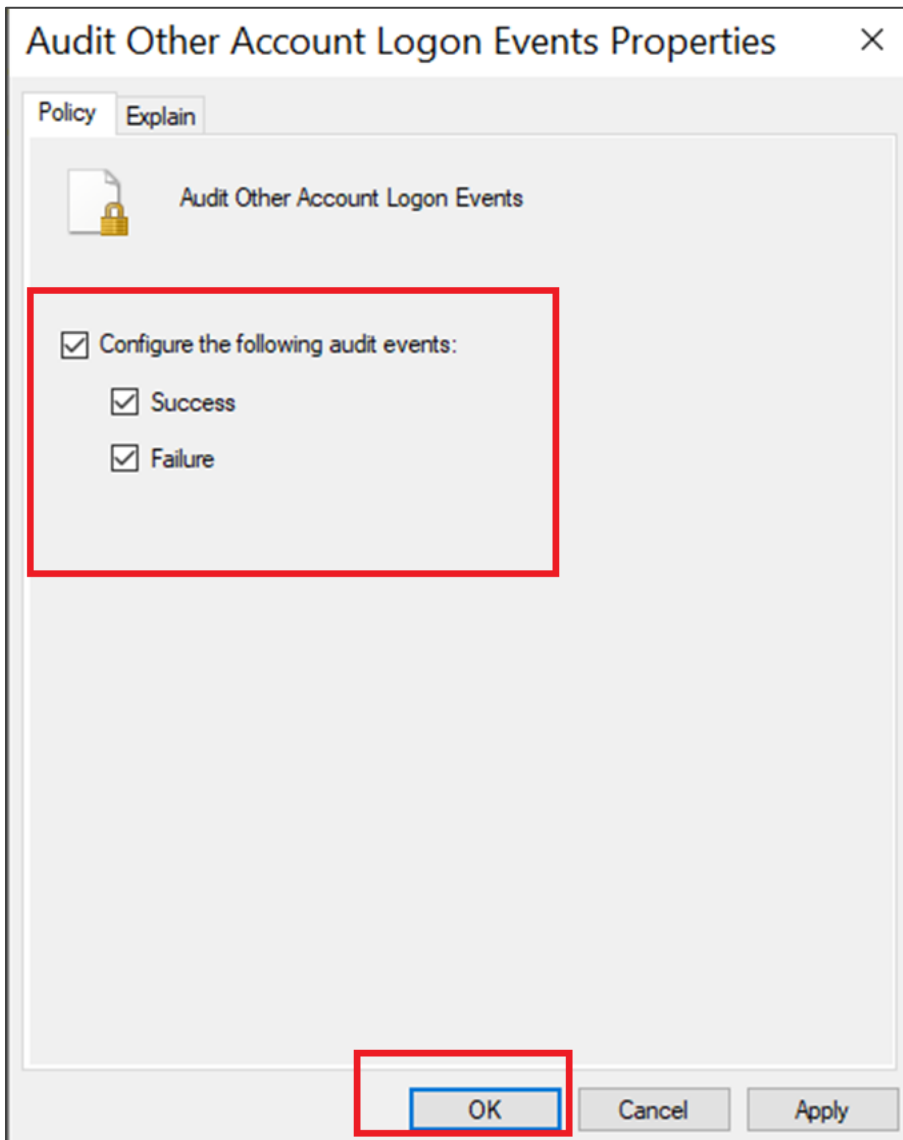 Audit Other Account Logon Events Properties
Policy
Explain
Audit Other Account Logon Events
Configure the following audit events:
Success
Failure
OK
Cancel
Apply